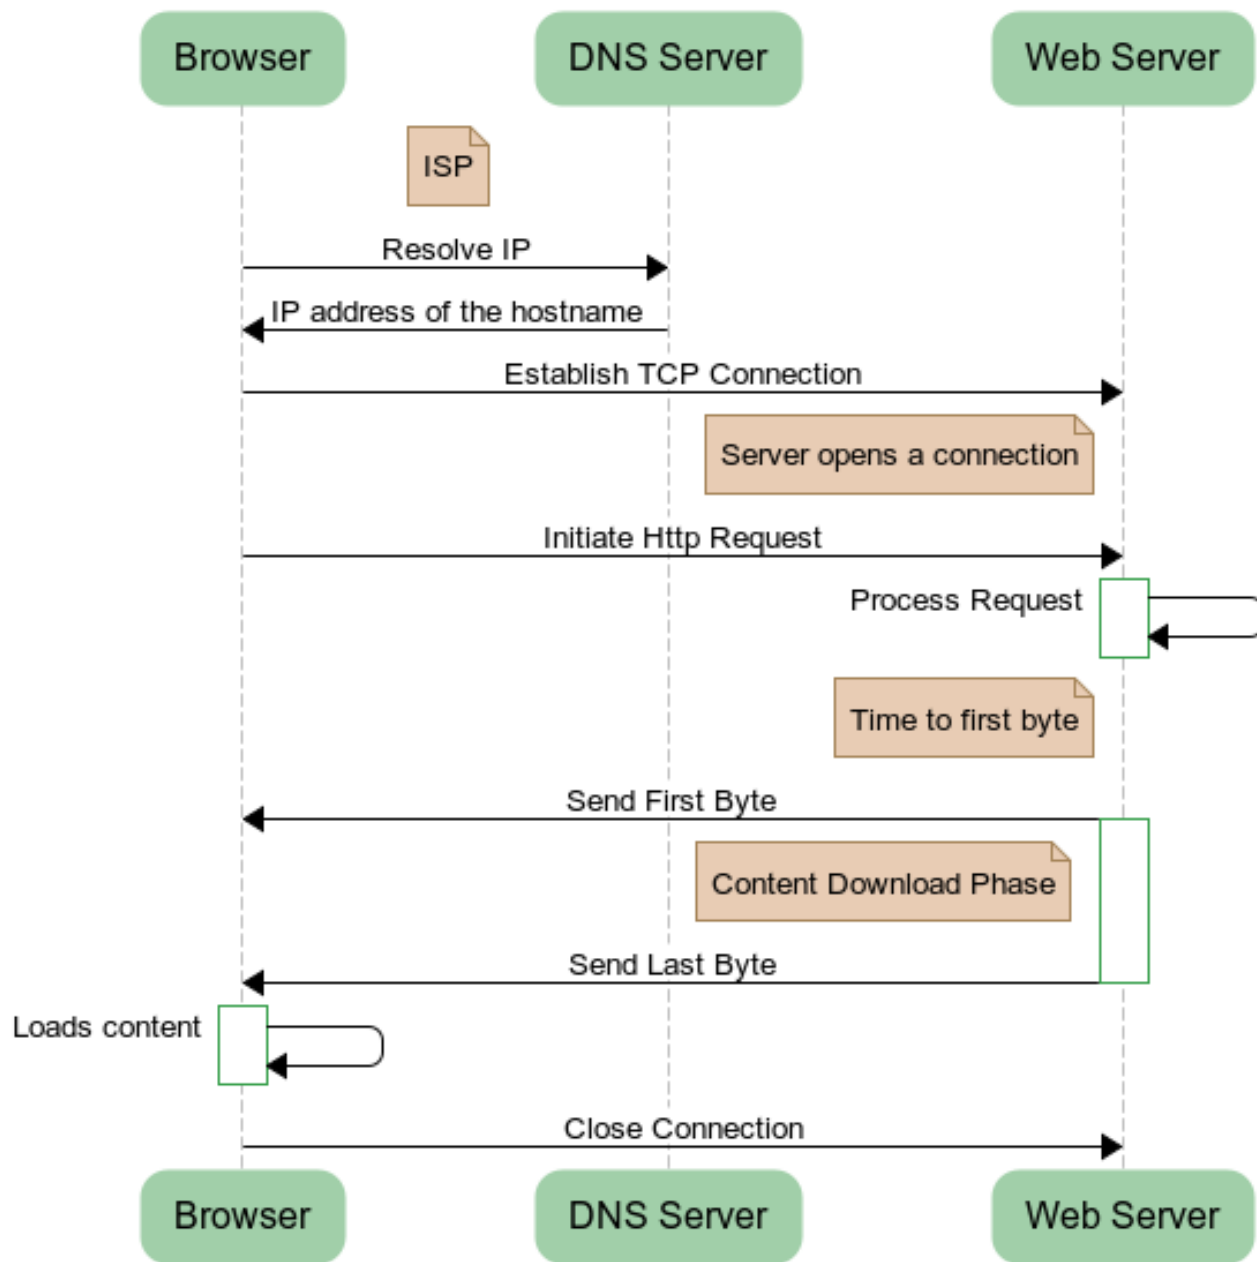 Browser
DNS Server
Web Server
ISP
Resolve IP
IP address of the hostname
Establish TCP Connection
Server opens a connection
Initiate Http Request
Process Request
Time to first byte
Send First Byte
Content Download Phase
Send Last Byte
Loads content
Close Connection
Browser
DNS Server
Web Server